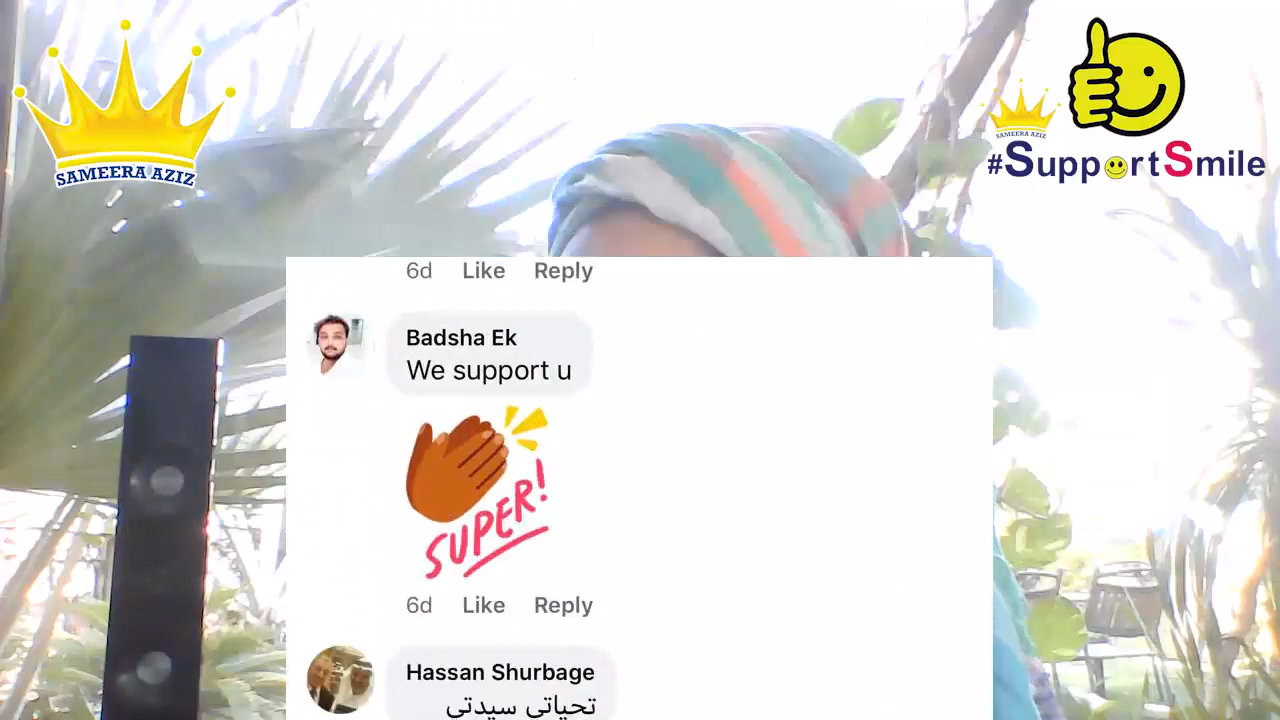 SAMEERA AZIZ
SAMEERA AZIZ
#SupportSmile
6d Like Reply
Badsha Ek
We support u
SUPER!
6d Like Reply
Hassan Shurbage
تحياتي سيدتي